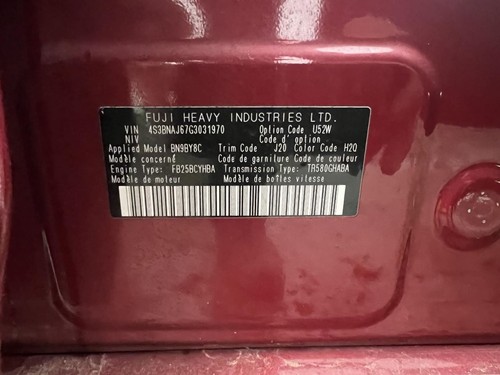 FUJI HEAVY INDUSTRIES LTD.
VIN 4S3BNAJ67G3031970 Option Code U52W
NIV Code d' option
Applied Model BN9BY8C Trim Code J20 Color Code H2Q
Modèle concerné Code de garniture Code de couleur
Engine Type: FB25BCYHBA Transmission Type: TR580GHABA
Modèle de moteur Modèle de boîtes vitesse